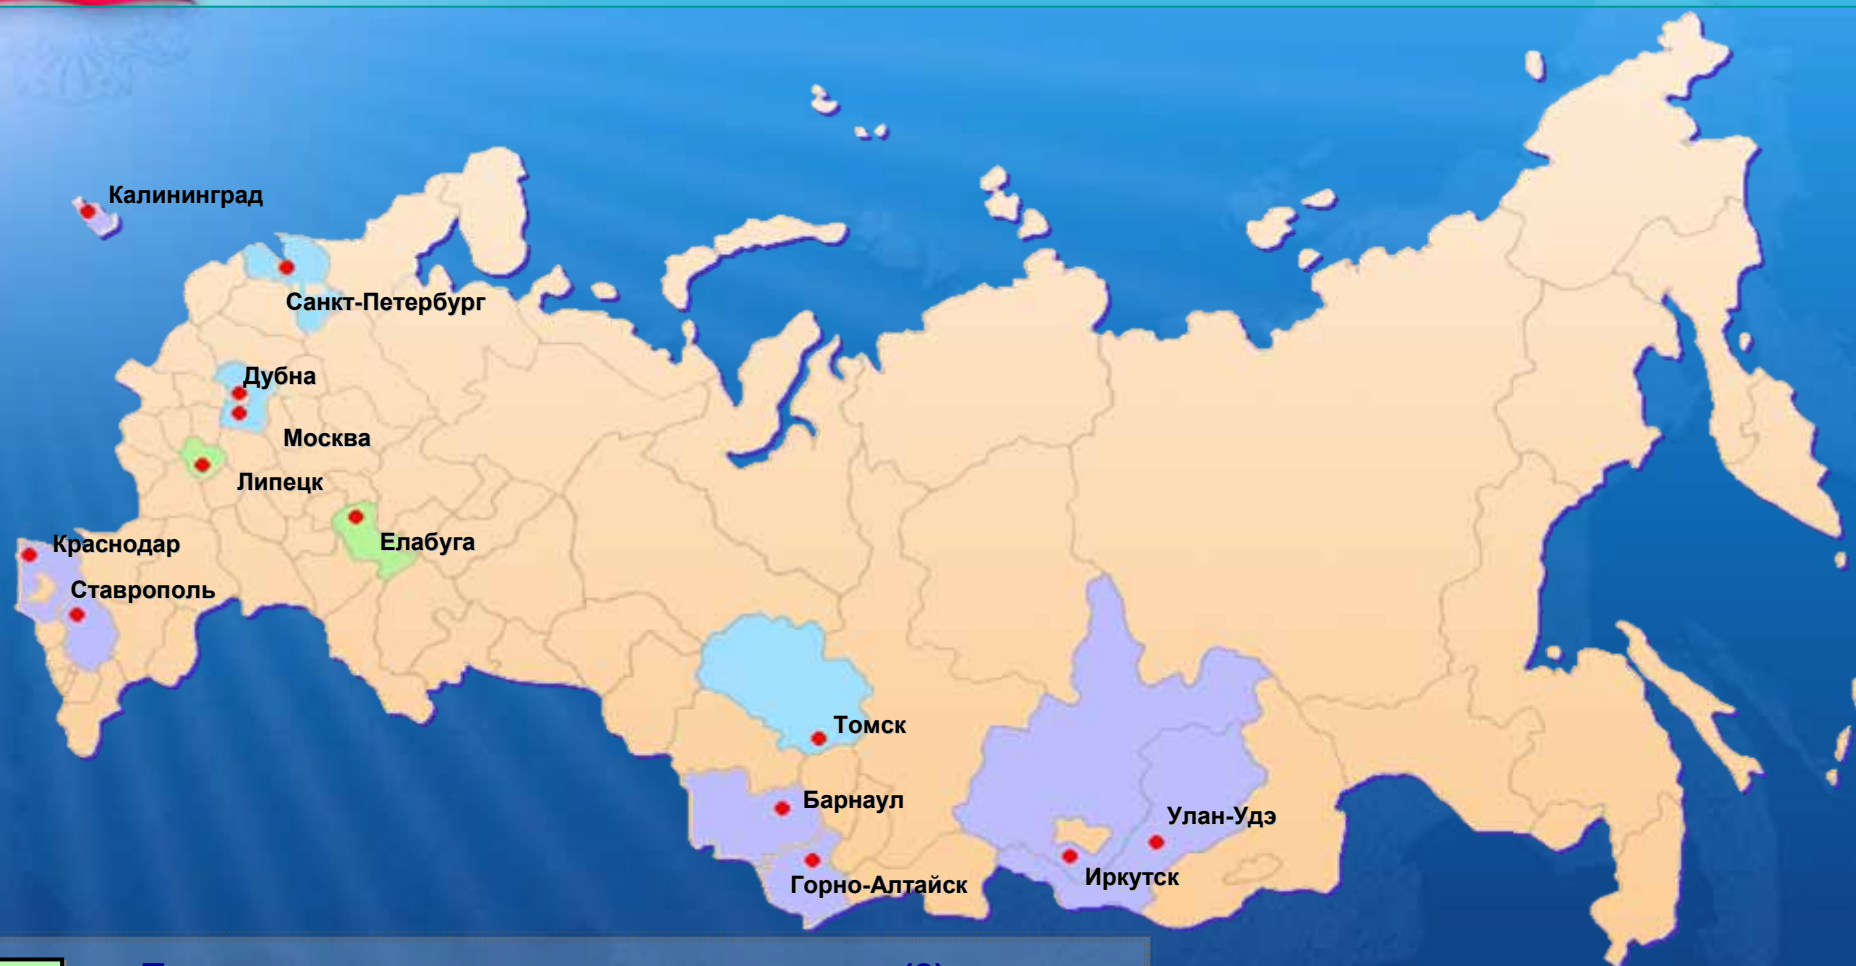 Калининград
Санкт-Петербург
Дубна
Москва
Липецк
Елабуга
Краснодар
Ставрополь
Томск
Барнаул
Улан-Удэ
Иркутск
Горно-Алтайск